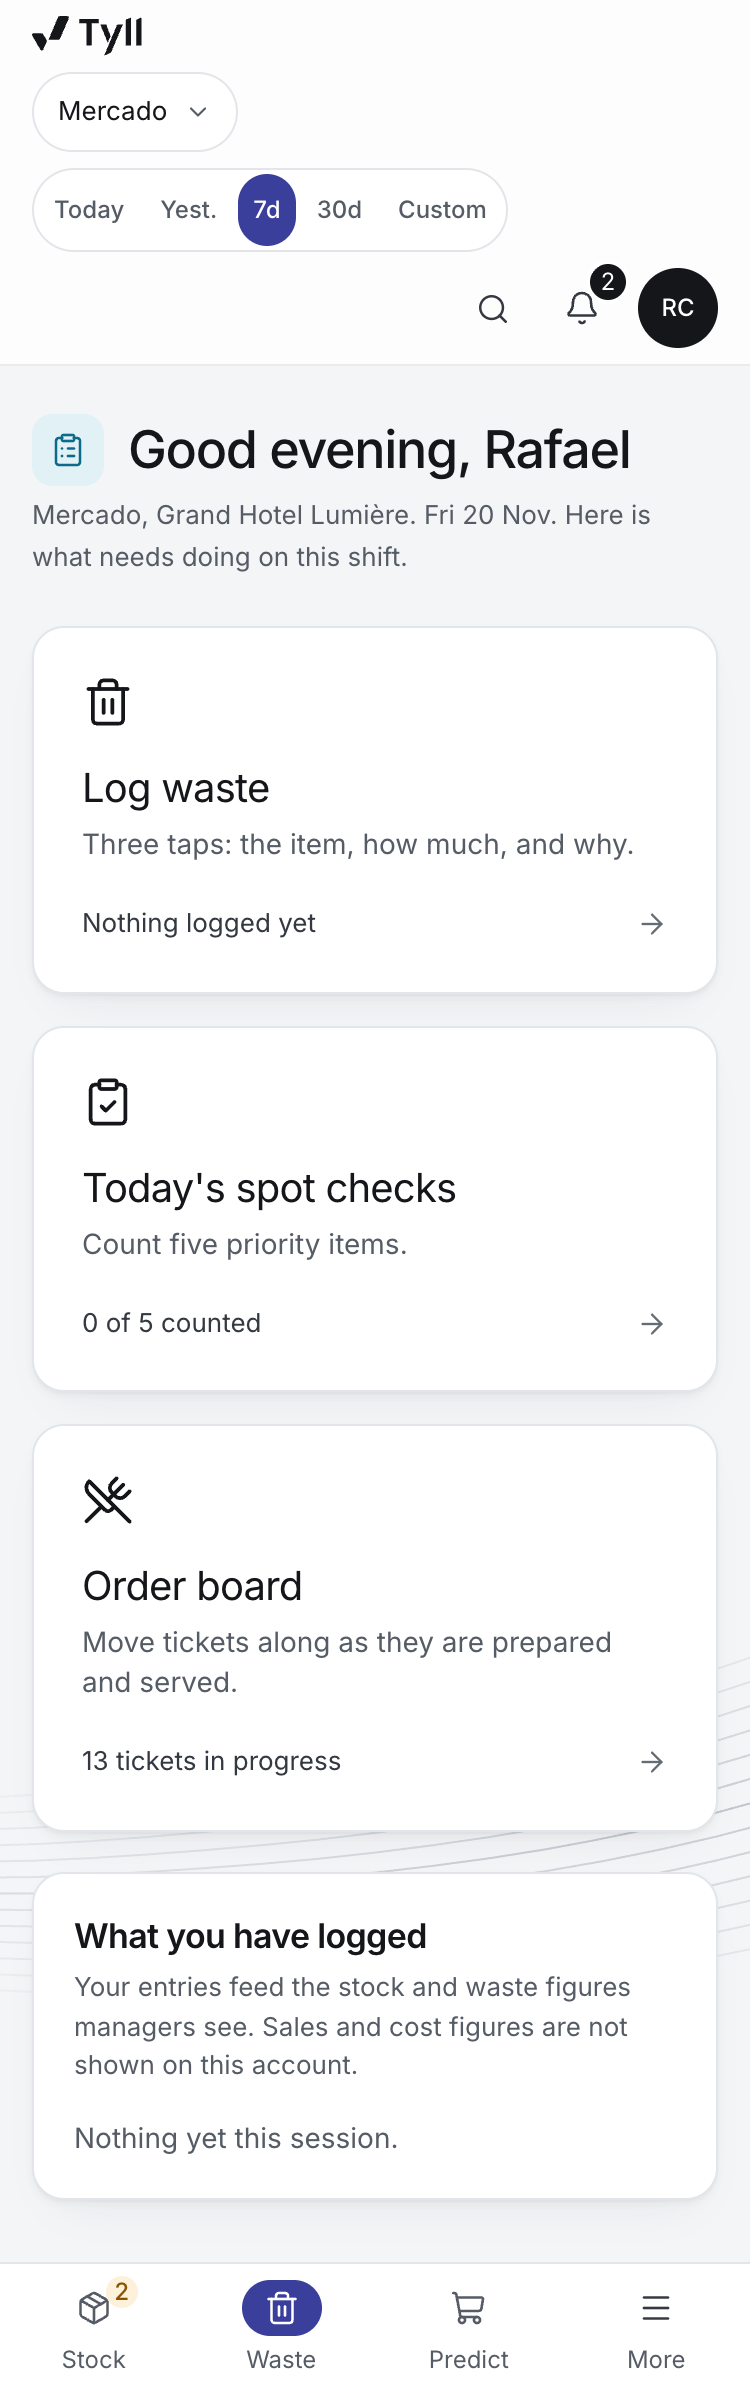 Tyll
Mercado
Today Yest. 7d 30d Custom
2
RC
Good evening, Rafael
Mercado, Grand Hotel Lumière. Fri 20 Nov. Here is
what needs doing on this shift.
Log waste
Three taps: the item, how much, and why.
Nothing logged yet
Today's spot checks
Count five priority items.
0 of 5 counted
Order board
Move tickets along as they are prepared
and served.
13 tickets in progress
What you have logged
Your entries feed the stock and waste figures
managers see. Sales and cost figures are not
shown on this account.
Nothing yet this session.
2
Stock Waste Predict More